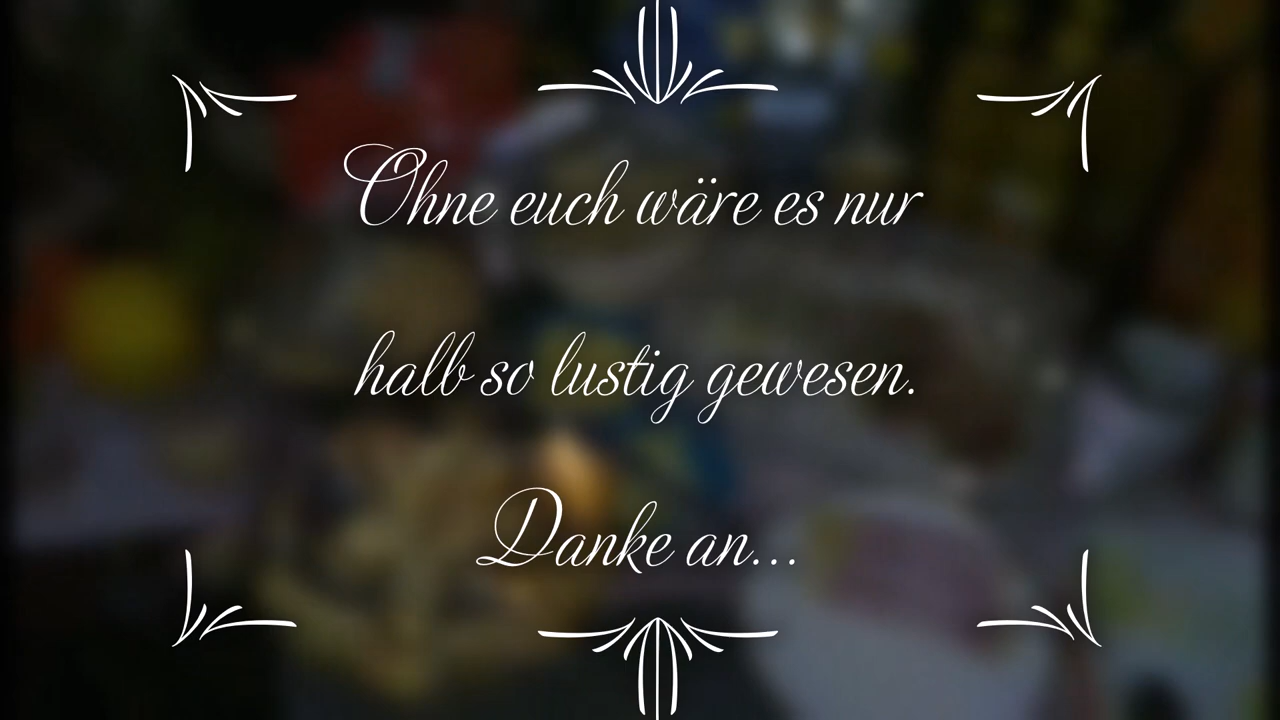 Ohne euch wäre es nur
halb so lustig gewesen.
Danke an...